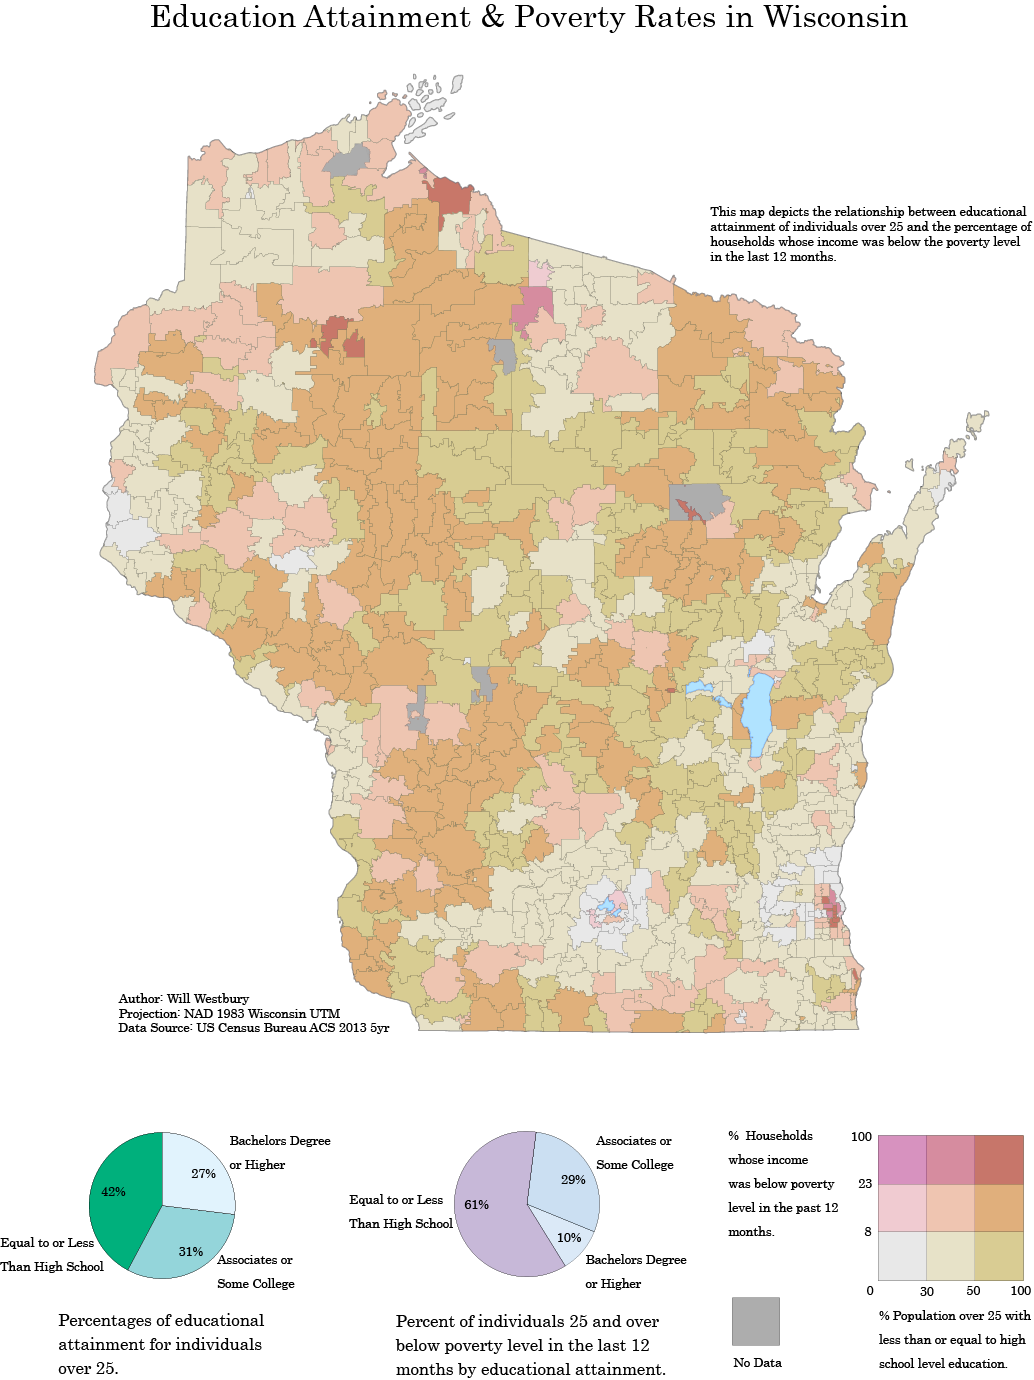 Education Attainment & Poverty Rates in Wisconsin
This map depicts the relationship between educational
attainment of individuals over 25 and the percentage of
households whose income was below the poverty level
in the last 12 months.
Author: Will Westbury
Projection: NAD 1983 Wisconsin UTM
Data Source: US Census Bureau ACS 2013 5yr
Bachelors Degree
or Higher
27%
42%
31%
Equal to or Less
Than High School
Associates or
Some College
Percentages of educational
attainment for individuals
over 25.
Associates or
Some College
29%
Equal to or Less
Than High School
61%
10%
Bachelors Degree
or Higher
Percent of individuals 25 and over
below poverty level in the last 12
months by educational attainment.
% Households
whose income
was below poverty
level in the past 12
months.
100
23
8
0
30
50
100
% Population over 25 with
less than or equal to high
school level education.
No Data